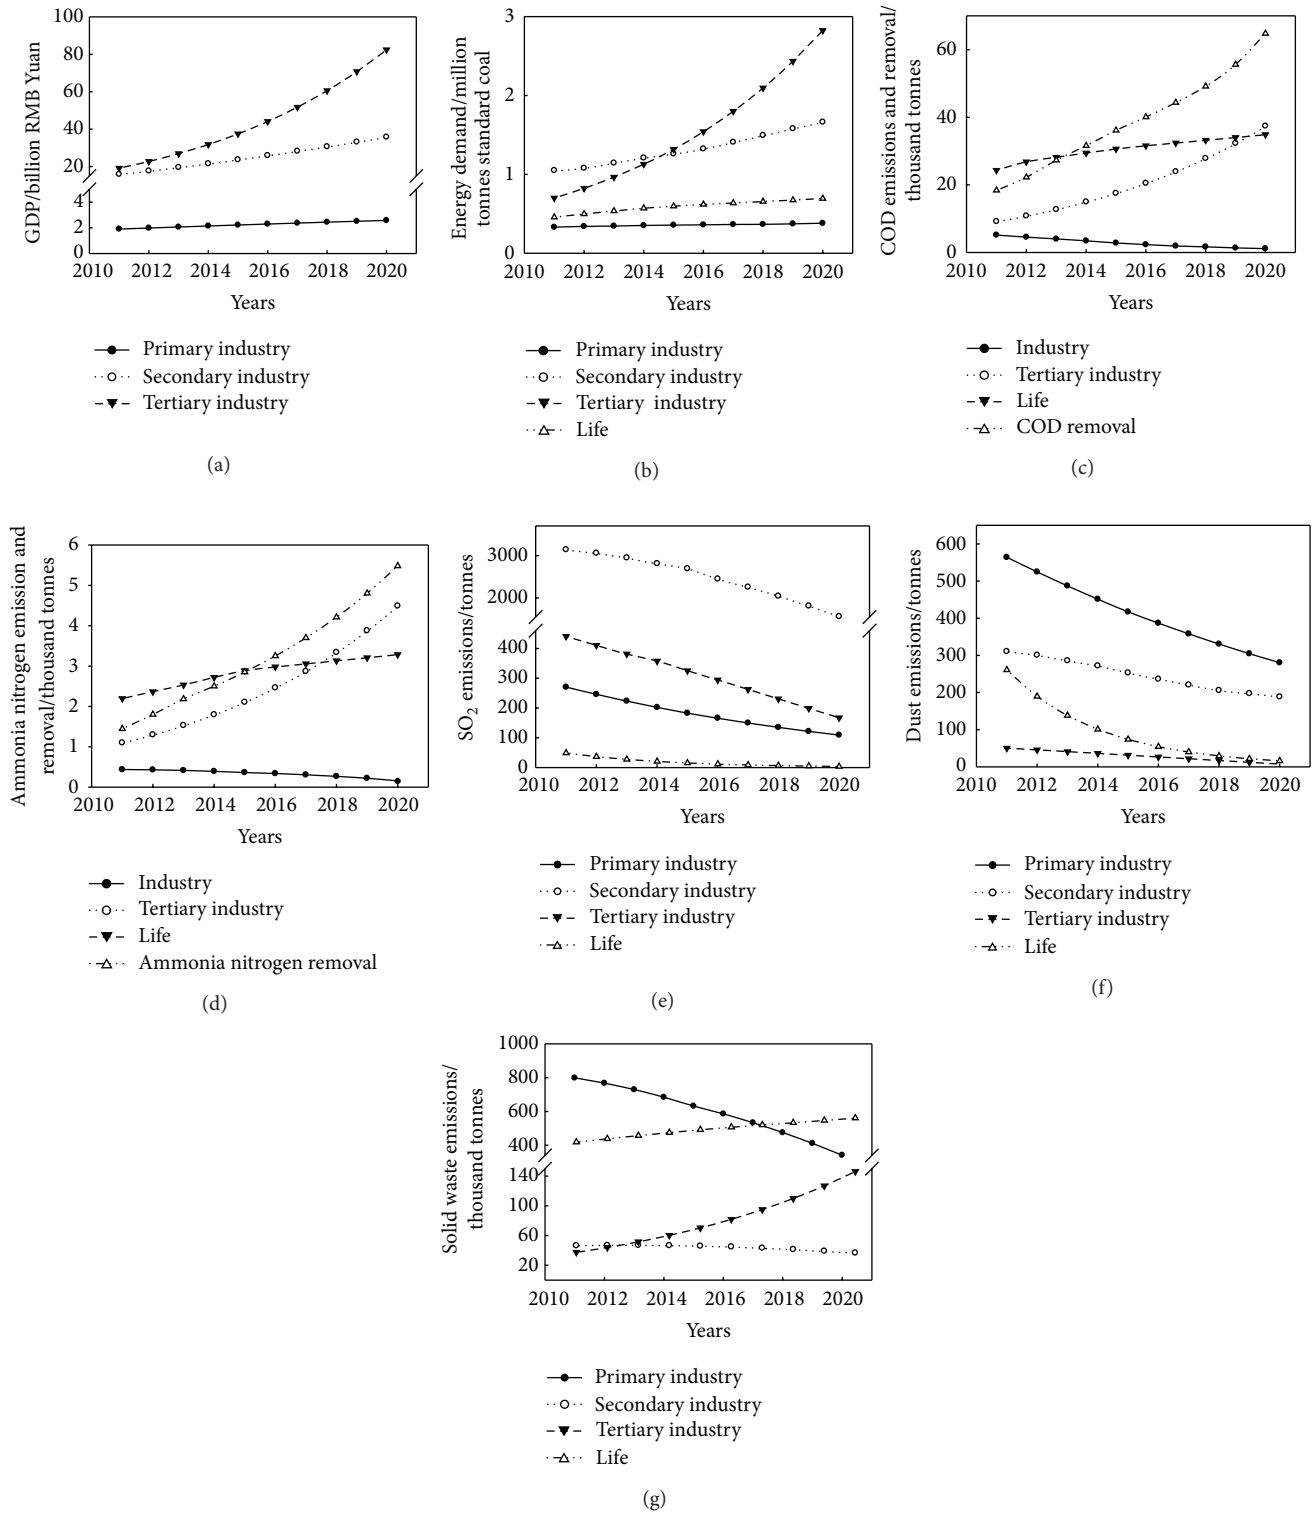 GDP/billion RMB Yuan
100
80
60
40
20
4
2
0
2010 2012 2014 2016 2018 2020
Years
Primary industry
Secondary industry
Tertiary industry
(a)
Energy demand/million
tonnes standard coal
3
2
1
0
2010 2012 2014 2016 2018 2020
Years
Primary industry
Secondary industry
Tertiary industry
Life
(b)
COD emissions and removal/
thousand tonnes
60
40
20
0
2010 2012 2014 2016 2018 2020
Years
Industry
Tertiary industry
Life
COD removal
(c)
Ammonia nitrogen emission and
removal/thousand tonnes
6
5
4
3
2
1
0
2010 2012 2014 2016 2018 2020
Years
Industry
Tertiary industry
Life
Ammonia nitrogen removal
(d)
SO2 emissions/tonnes
3000
2000
400
300
200
100
0
2010 2012 2014 2016 2018 2020
Years
Primary industry
Secondary industry
Tertiary industry
Life
(e)
Dust emissions/tonnes
600
500
400
300
200
100
0
2010 2012 2014 2016 2018 2020
Years
Primary industry
Secondary industry
Tertiary industry
Life
(f)
Solid waste emissions/
thousand tonnes
1000
800
600
400
140
100
60
20
2010 2012 2014 2016 2018 2020
Years
Primary industry
Secondary industry
Tertiary industry
Life
(g)